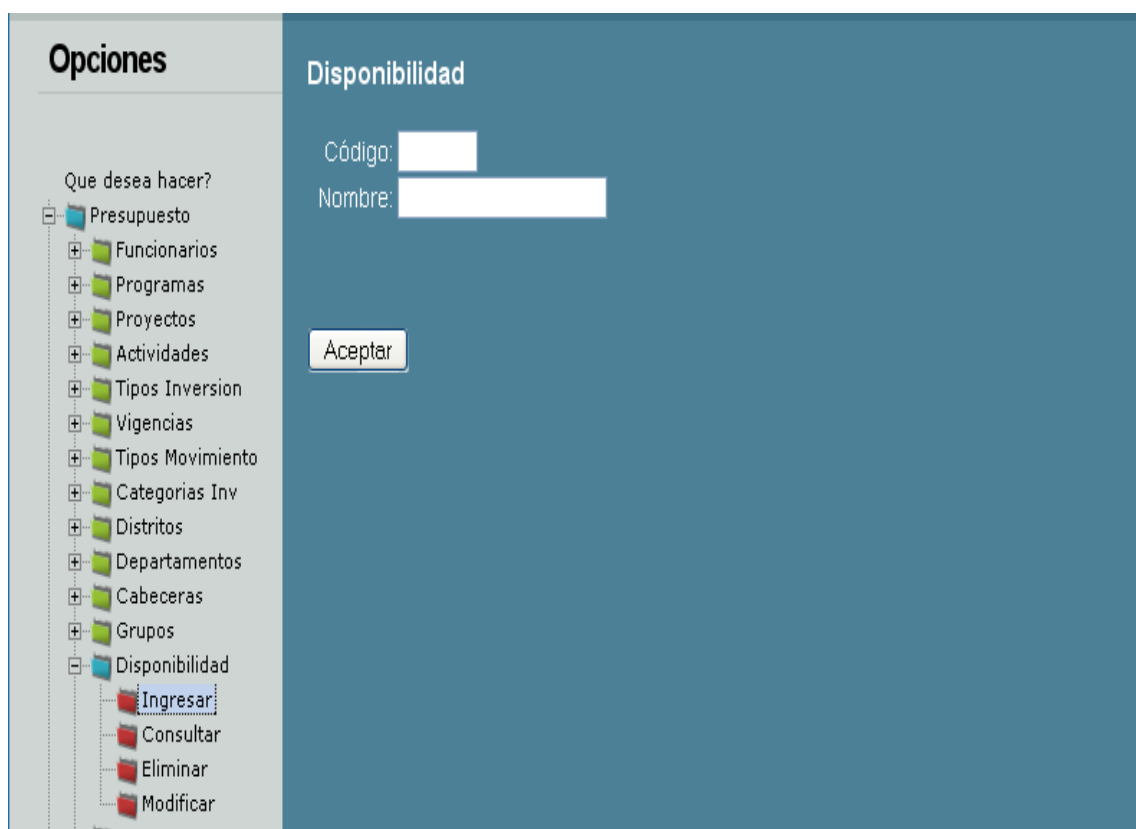 Opciones
Que desea hacer?
Presupuesto
Funcionarios
Programas
Proyectos
Actividades
Tipos Inversion
Vigencias
Tipos Movimiento
Categorias Inv
Distritos
Departamentos
Cabeceras
Grupos
Disponibilidad
Ingresar
Consultar
Eliminar
Modificar
Disponibilidad
Código:
Nombre:
Aceptar